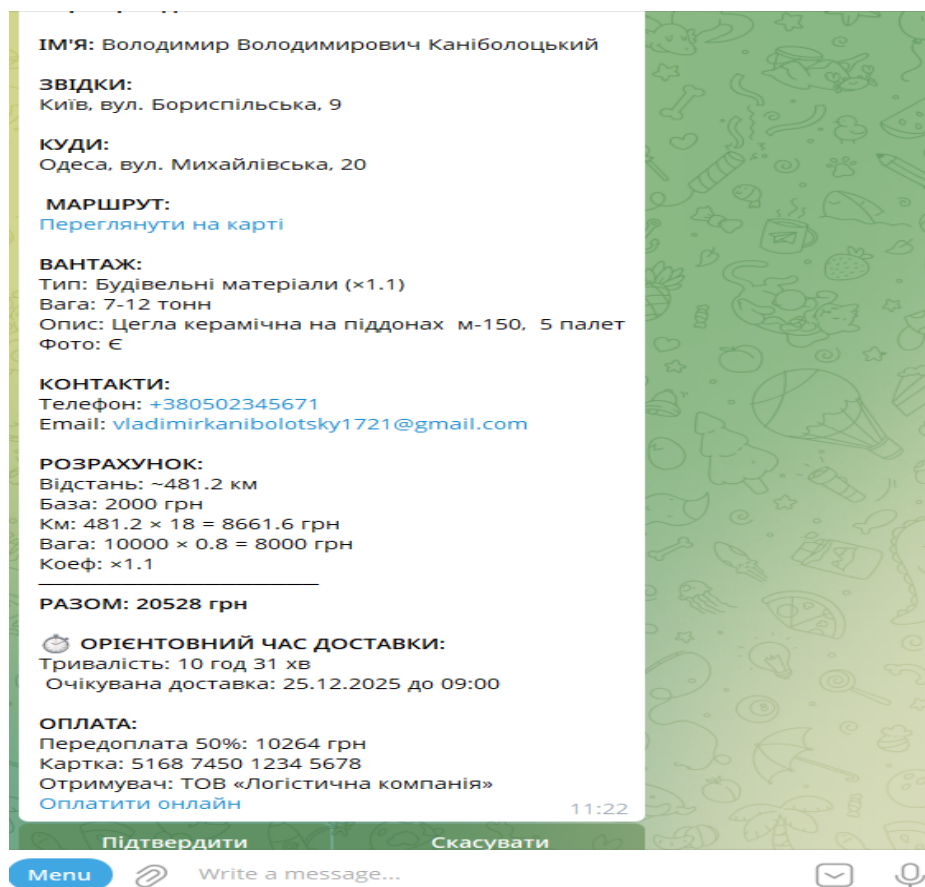 ІМ'Я: Володимир Володимирович Каніболоцький
ЗВІДКИ:
Київ, вул. Бориспільська, 9
КУДИ:
Одеса, вул. Михайлівська, 20
МАРШРУТ:
Переглянути на карті
ВАНТАЖ:
Тип: Будівельні матеріали (×1.1)
Вага: 7-12 тонн
Опис: Цегла керамічна на піддонах м-150, 5 палет
Фото: Є
КОНТАКТИ:
Телефон: +380502345671
Email: vladimirkanibolotsky1721@gmail.com
РОЗРАХУНОК:
Відстань: ~481.2 км
База: 2000 грн
Км: 481.2 × 18 = 8661.6 грн
Вага: 10000 × 0.8 = 8000 грн
Коеф: ×1.1
РАЗОМ: 20528 грн
ОРІЄНТОВНИЙ ЧАС ДОСТАВКИ:
Тривалість: 10 год 31 хв
Очікувана доставка: 25.12.2025 до 09:00
ОПЛАТА:
Передоплата 50%: 10264 грн
Картка: 5168 7450 1234 5678
Отримувач: ТОВ «Логістична компанія»
Оплатити онлайн
11:22
Підтвердити Скасувати
Menu Write a message...